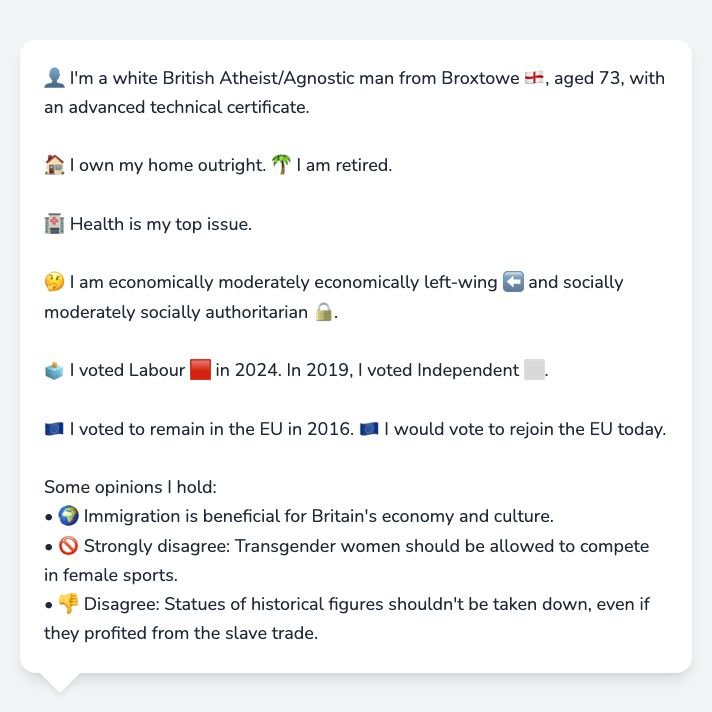 👤 I'm a white British Atheist/Agnostic man from Broxtowe 🏴󠁧󠁢󠁥󠁮󠁧󠁿, aged 73, with
an advanced technical certificate.
🏠 I own my home outright. 🌴 I am retired.
🏥 Health is my top issue.
🤔 I am economically moderately economically left-wing ⬅️ and socially
moderately socially authoritarian 🔒.
🗳️ I voted Labour 🟥 in 2024. In 2019, I voted Independent ⬜.
🇪🇺 I voted to remain in the EU in 2016. 🇪🇺 I would vote to rejoin the EU today.
Some opinions I hold:
• 🌍 Immigration is beneficial for Britain's economy and culture.
• 🚫 Strongly disagree: Transgender women should be allowed to compete
in female sports.
• 👎 Disagree: Statues of historical figures shouldn't be taken down, even if
they profited from the slave trade.